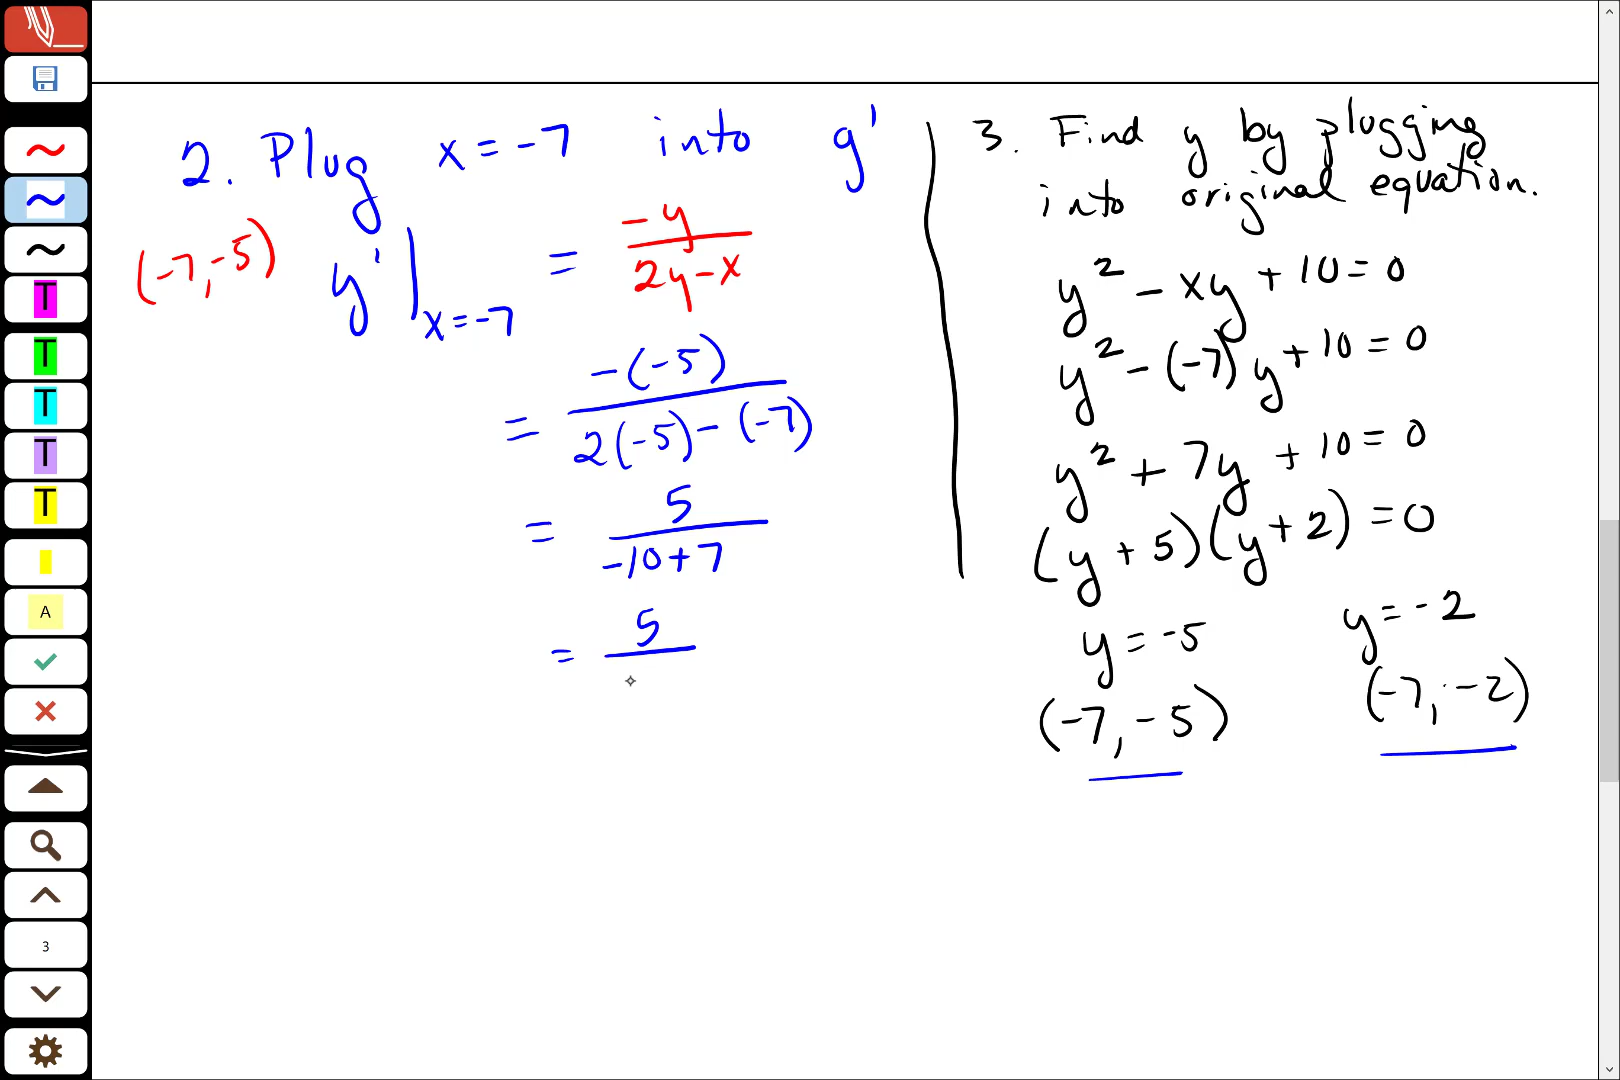 2. Plug x = -7 into y'
(-7, -5) y'|x=-7 = -y / 2y-x
= -(-5) / 2(-5) - (-7)
= 5 / -10+7
= 5 /
3. Find y by plugging
into original equation.
y² - xy + 10 = 0
y² - (-7)y + 10 = 0
y² + 7y + 10 = 0
(y + 5)(y + 2) = 0
y = -5 y = -2
(-7, -5) (-7, -2)
T
T
T
T
T
A
3